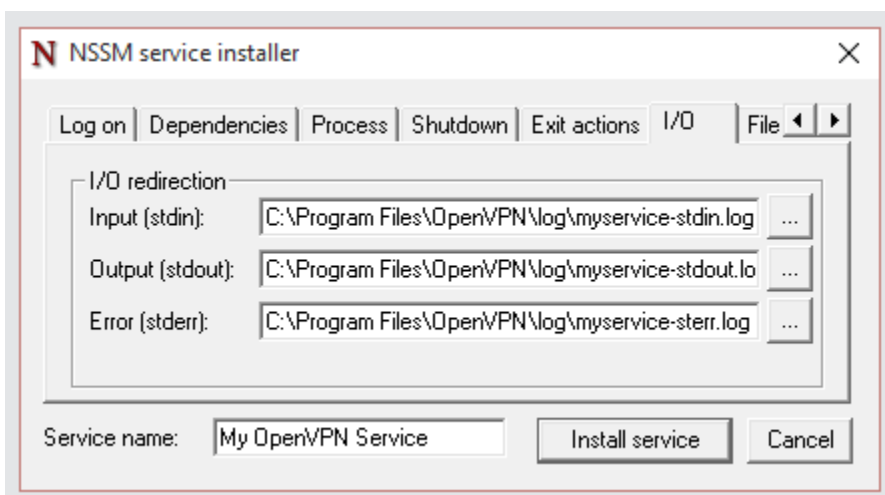 N NSSM service installer
Log on Dependencies Process Shutdown Exit actions I/O File
I/O redirection
Input (stdin): C:\Program Files\OpenVPN\log\myservice-stdin.log ...
Output (stdout): C:\Program Files\OpenVPN\log\myservice-stdout.lo ...
Error (stderr): C:\Program Files\OpenVPN\log\myservice-sterr.log ...
Service name: My OpenVPN Service Install service Cancel